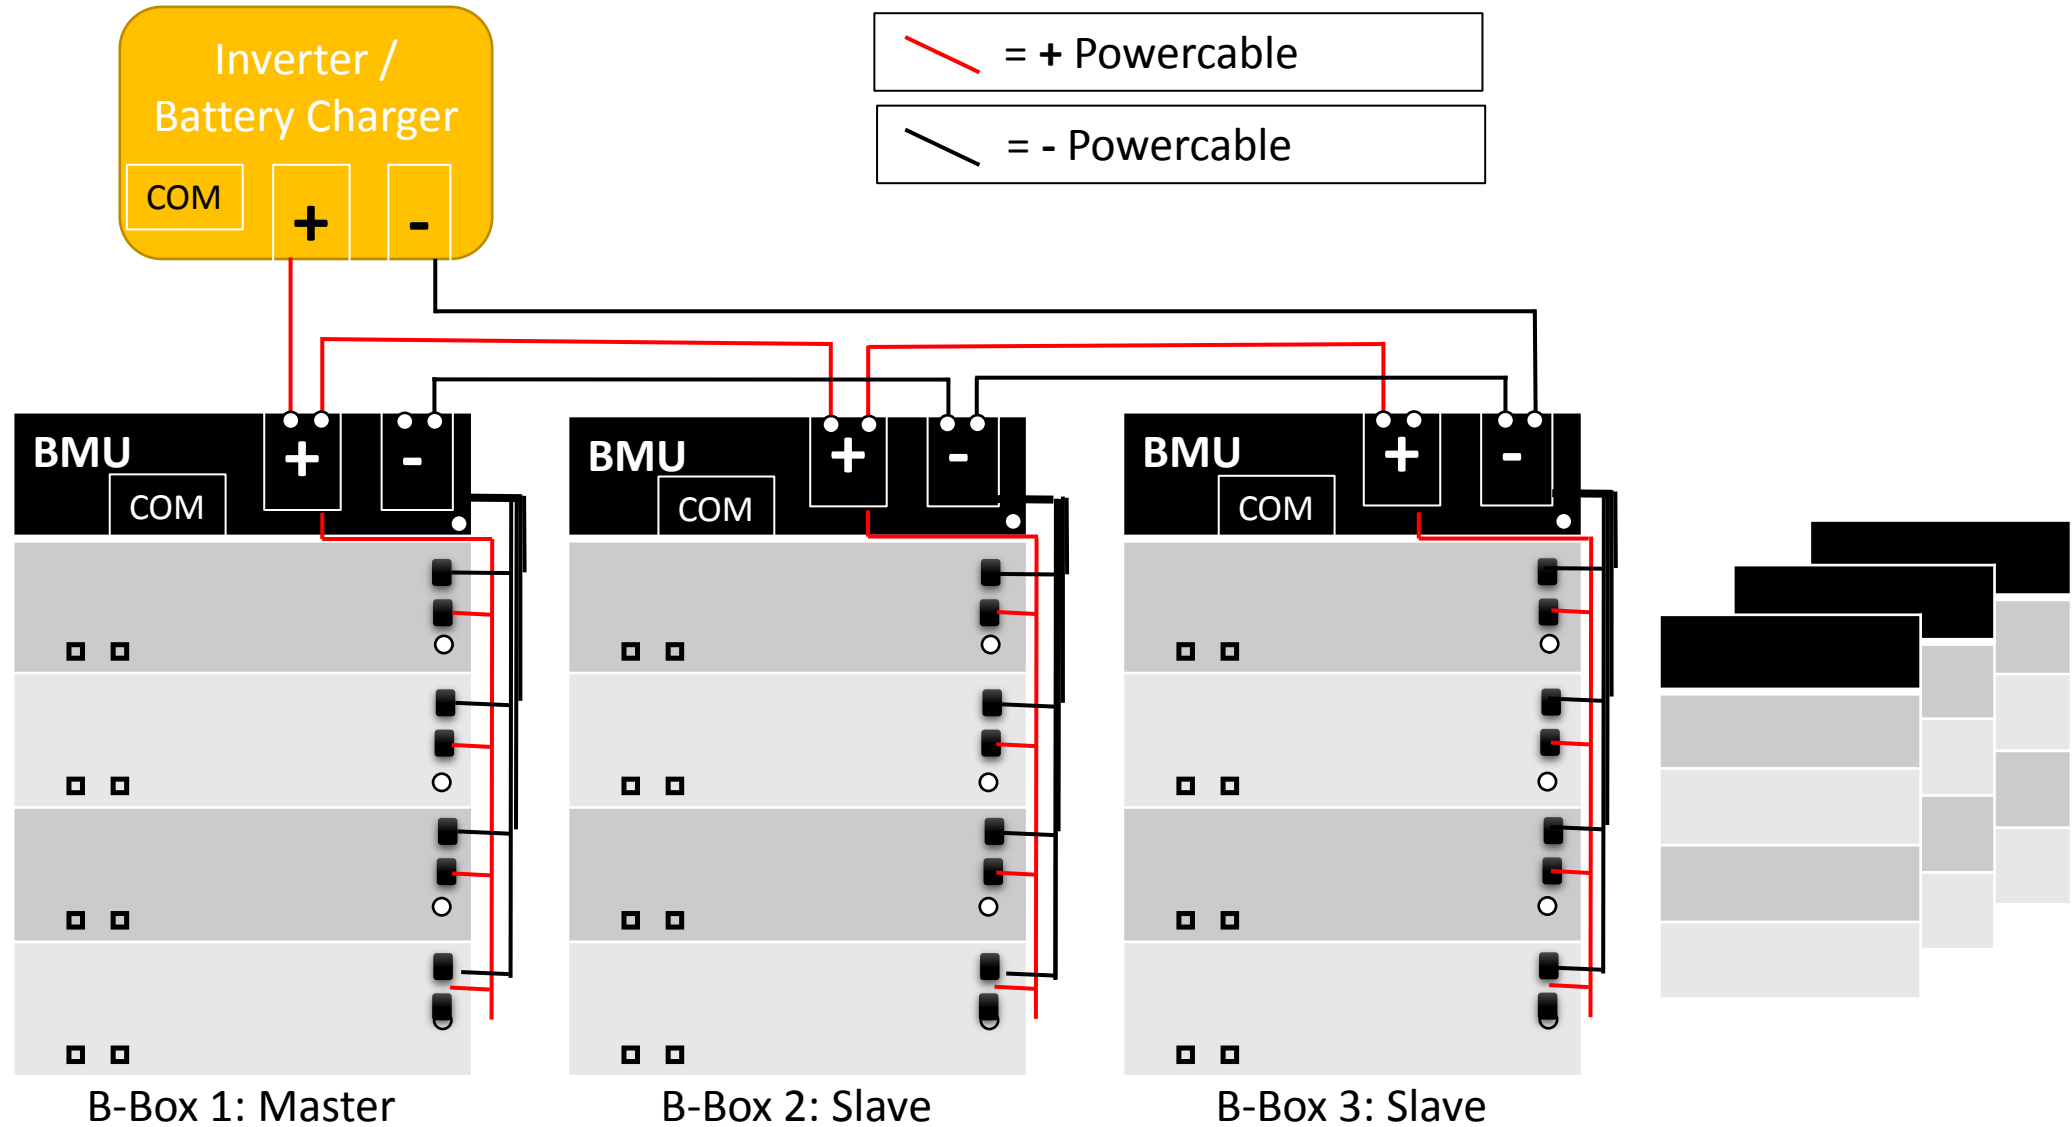 Inverter /
Battery Charger
COM
+ -
= + Powercable
= - Powercable
BMU
+ -
COM
BMU
+ -
COM
BMU
+ -
COM
B-Box 1: Master
B-Box 2: Slave
B-Box 3: Slave